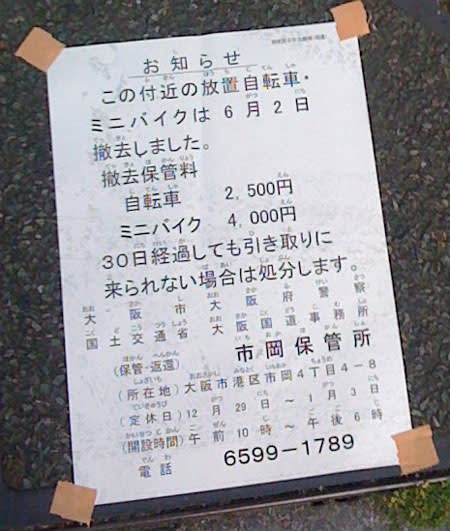 お知らせ
この付近の放置自転車・
ミニバイクは6月2日
撤去しました。
撤去保管料
自転車 2,500円
ミニバイク 4,000円
30日経過しても引き取りに
来られない場合は処分します。
大阪市 大阪府警察
国土交通省 大阪国道事務所
(保管・返還) 市岡保管所
(所在地) 大阪市港区市岡4丁目4-8
(定休日) 12月29日〜1月3日
(開設時間) 午前10時〜午後6時
電話 6599-1789